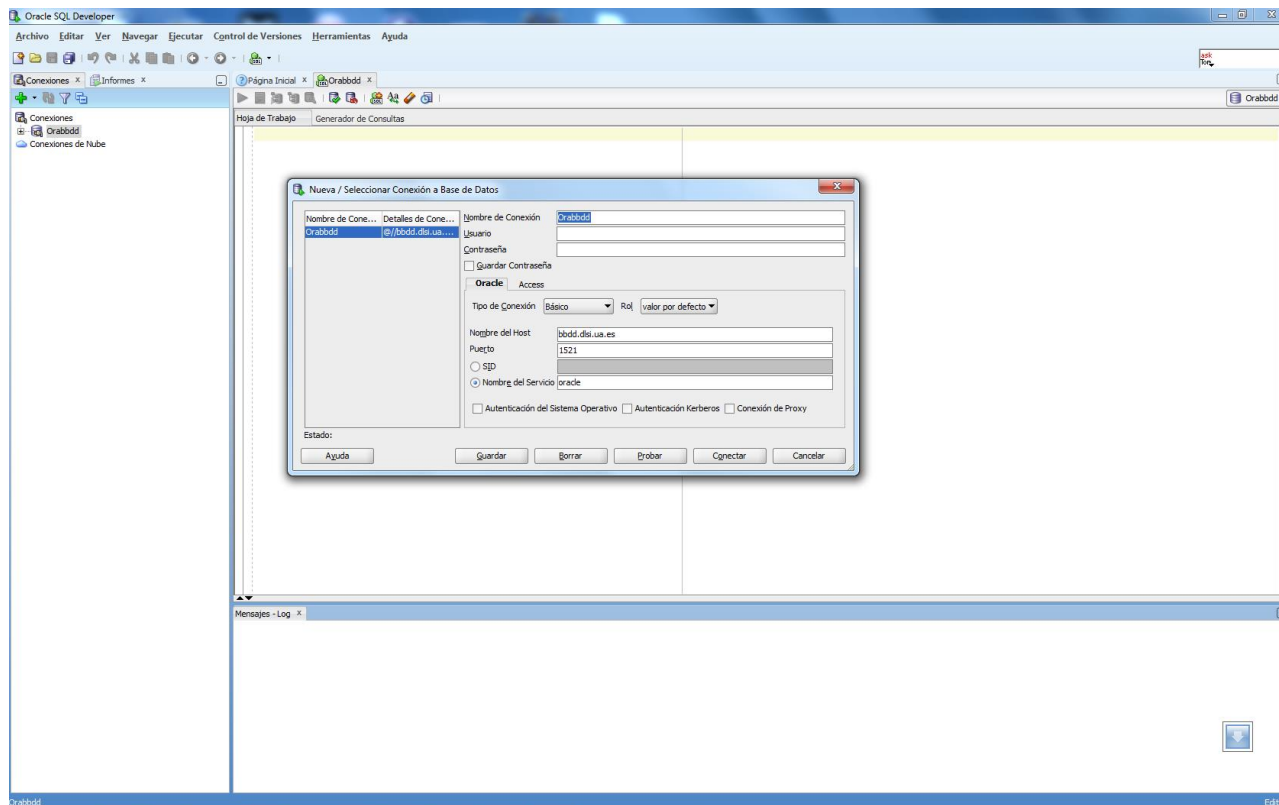 Oracle SQL Developer
Archivo Editar Ver Navegar Ejecutar Control de Versiones Herramientas Ayuda
ask
Conexiones Informes
Página Inicial Orabbdd
Orabbdd
Conexiones
Orabbdd
Conexiones de Nube
Hoja de Trabajo Generador de Consultas
Nueva / Seleccionar Conexión a Base de Datos
Nombre de Cone... Detalles de Cone...
Orabbdd @//bbdd.dlsi.ua....
Nombre de Conexión Orabbdd
Usuario
Contraseña
Guardar Contraseña
Oracle Access
Tipo de Conexión Básico Rol valor por defecto
Nombre del Host bbdd.dlsi.ua.es
Puerto 1521
SID
Nombre del Servicio oracle
Autenticación del Sistema Operativo Autenticación Kerberos Conexión de Proxy
Estado:
Ayuda Guardar Borrar Probar Conectar Cancelar
Mensajes - Log
Orabbdd